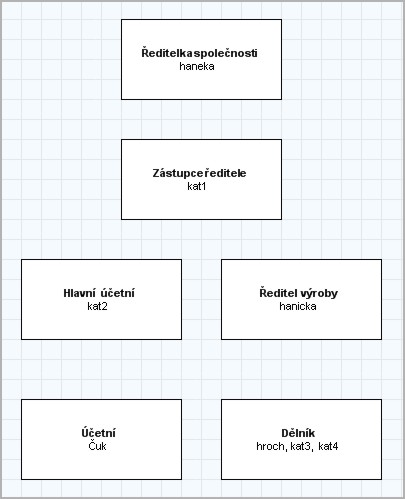 Ředitelka společnosti
haneka
Zástupce ředitele
kat1
Hlavní účetní
kat2
Ředitel výroby
hanicka
Účetní
Čuk
Dělník
hroch, kat3, kat4